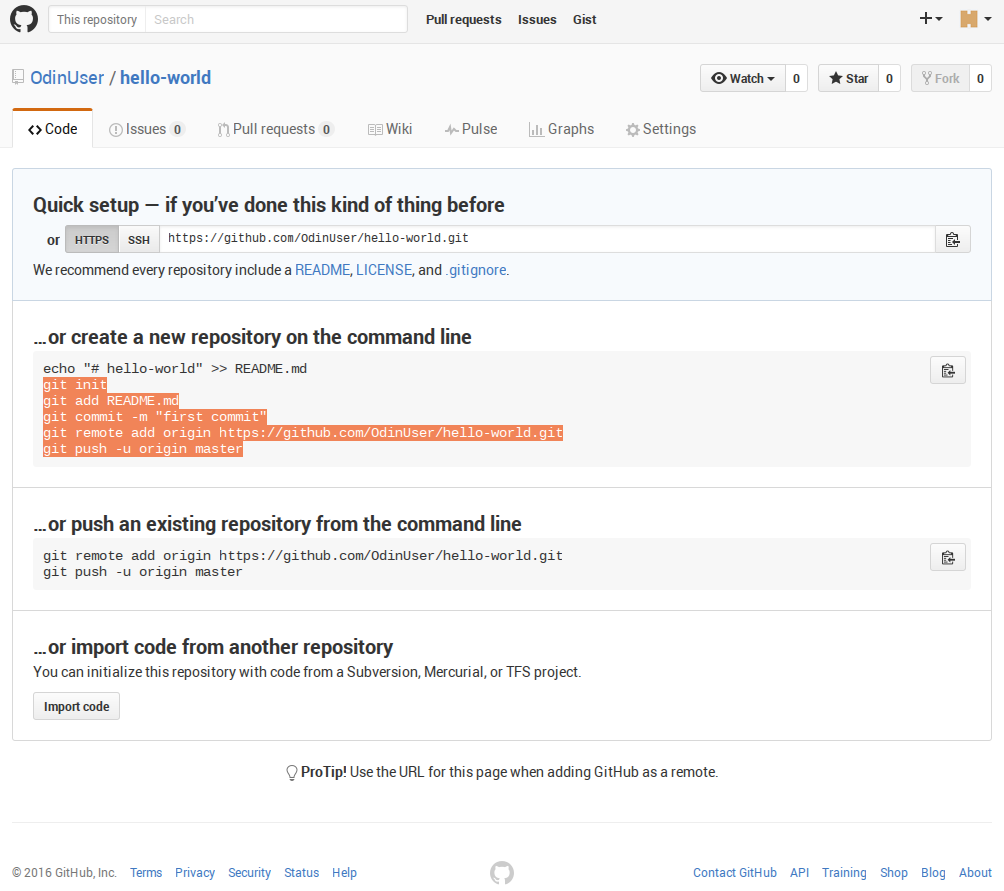 This repository Search Pull requests Issues Gist
OdinUser / hello-world
Watch 0 Star 0 Fork 0
Code Issues 0 Pull requests 0 Wiki Pulse Graphs Settings
Quick setup — if you've done this kind of thing before
or HTTPS SSH https://github.com/OdinUser/hello-world.git
We recommend every repository include a README, LICENSE, and .gitignore.
…or create a new repository on the command line
echo "# hello-world" >> README.md
git init
git add README.md
git commit -m "first commit"
git remote add origin https://github.com/OdinUser/hello-world.git
git push -u origin master
…or push an existing repository from the command line
git remote add origin https://github.com/OdinUser/hello-world.git
git push -u origin master
…or import code from another repository
You can initialize this repository with code from a Subversion, Mercurial, or TFS project.
Import code
ProTip! Use the URL for this page when adding GitHub as a remote.
© 2016 GitHub, Inc. Terms Privacy Security Status Help Contact GitHub API Training Shop Blog About